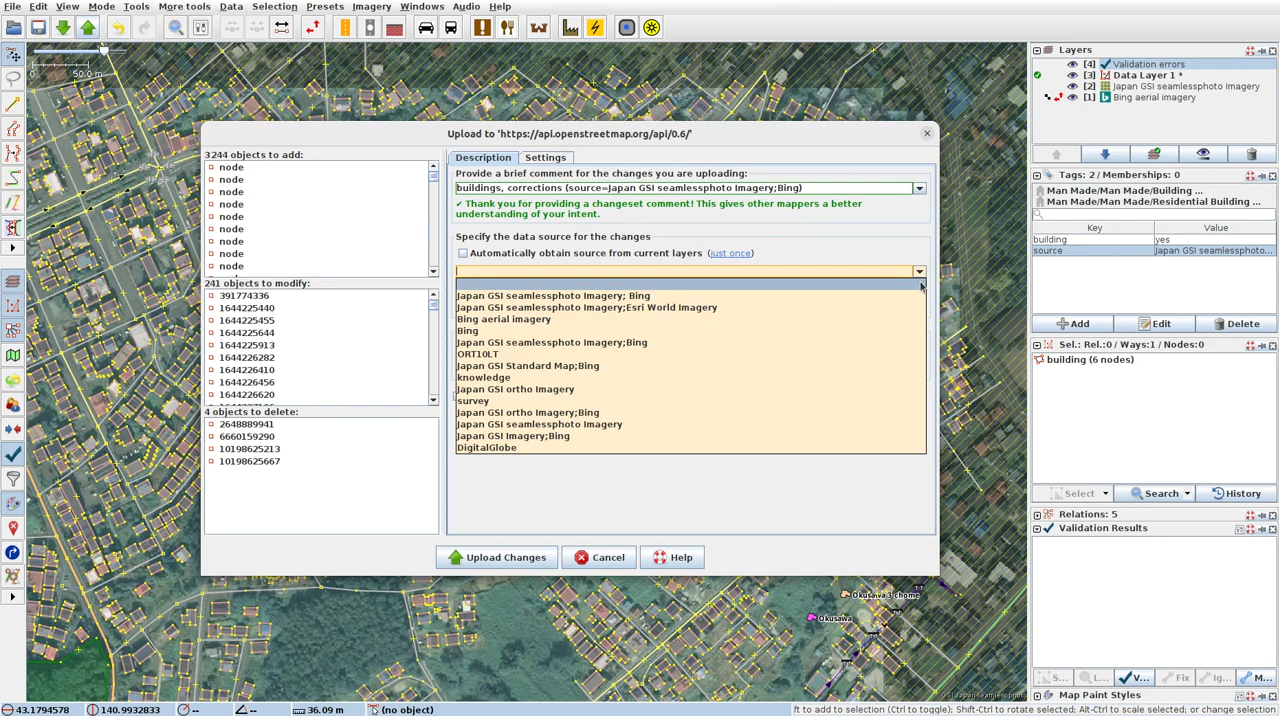 File Edit View Mode Tools More tools Data Selection Presets Imagery Windows Audio Help
0 50.0 m
Layers
[4] Validation errors
[3] Data Layer 1 *
[2] Japan GSI seamlessphoto Imagery
[1] Bing aerial imagery
Tags: 2 / Memberships: 0
Man Made/Man Made/Building ...
Man Made/Man Made/Residential Building ...
Key Value
building yes
source Japan GSI seamlessphoto...
Add Edit Delete
Sel.: Rel.:0 / Ways:1 / Nodes:0
building (6 nodes)
Select Search History
Relations: 5
Validation Results
S... L... V... Fix Ig... M...
Map Paint Styles
Upload to 'https://api.openstreetmap.org/api/0.6/'
3244 objects to add:
node
node
node
node
node
node
node
node
node
241 objects to modify:
391774336
1644225440
1644225455
1644225644
1644225913
1644226282
1644226410
1644226456
1644226620
4 objects to delete:
2648889941
6660159290
10198625213
10198625667
Description Settings
Provide a brief comment for the changes you are uploading:
buildings, corrections (source=Japan GSI seamlessphoto Imagery;Bing)
✔ Thank you for providing a changeset comment! This gives other mappers a better
understanding of your intent.
Specify the data source for the changes
Automatically obtain source from current layers (just once)
Japan GSI seamlessphoto Imagery; Bing
Japan GSI seamlessphoto Imagery;Esri World Imagery
Bing aerial imagery
Bing
Japan GSI seamlessphoto Imagery;Bing
ORT10LT
Japan GSI Standard Map;Bing
knowledge
Japan GSI ortho Imagery
survey
Japan GSI ortho Imagery;Bing
Japan GSI seamlessphoto Imagery
Japan GSI Imagery;Bing
DigitalGlobe
Upload Changes Cancel Help
Okusawa 3-chome
Okusawa
43.1794578 140.9932833 -- -- 36.09 m (no object) ft to add to selection (Ctrl to toggle); Shift-Ctrl to rotate selected; Alt-Ctrl to scale selected; or change selection